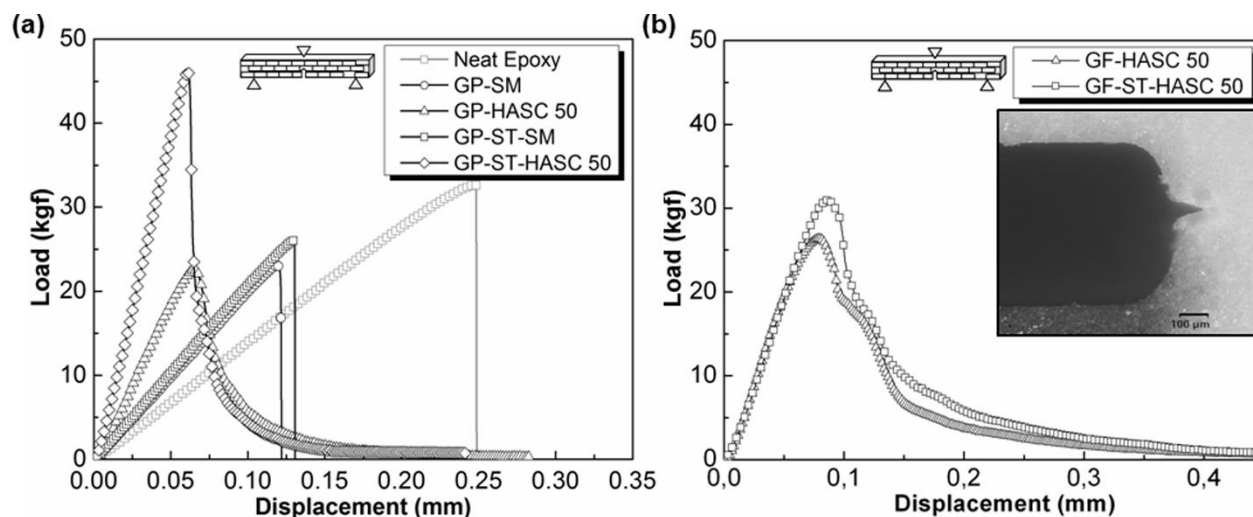 (a)
50
40
30
20
10
0
Load (kgf)
0.00 0.05 0.10 0.15 0.20 0.25 0.30 0.35
Displacement (mm)
Neat Epoxy
GP-SM
GP-HASC 50
GP-ST-SM
GP-ST-HASC 50
(b)
50
40
30
20
10
0
Load (kgf)
0,0 0,1 0,2 0,3 0,4
Displacement (mm)
GF-HASC 50
GF-ST-HASC 50
100 µm